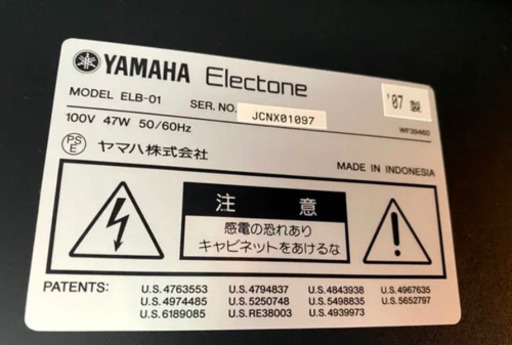 YAMAHA Electone
MODEL ELB-01 SER. NO. JCNX01097 '07 製
100V 47W 50/60Hz WF39460
PSE ヤマハ株式会社
MADE IN INDONESIA
注 意
感電の恐れあり
キャビネットをあけるな
PATENTS: U.S.4763553 U.S.4794837 U.S.4843938 U.S.4967635
U.S.4974485 U.S.5250748 U.S.5498835 U.S.5652797
U.S.6189085 U.S.RE38003 U.S.4939973